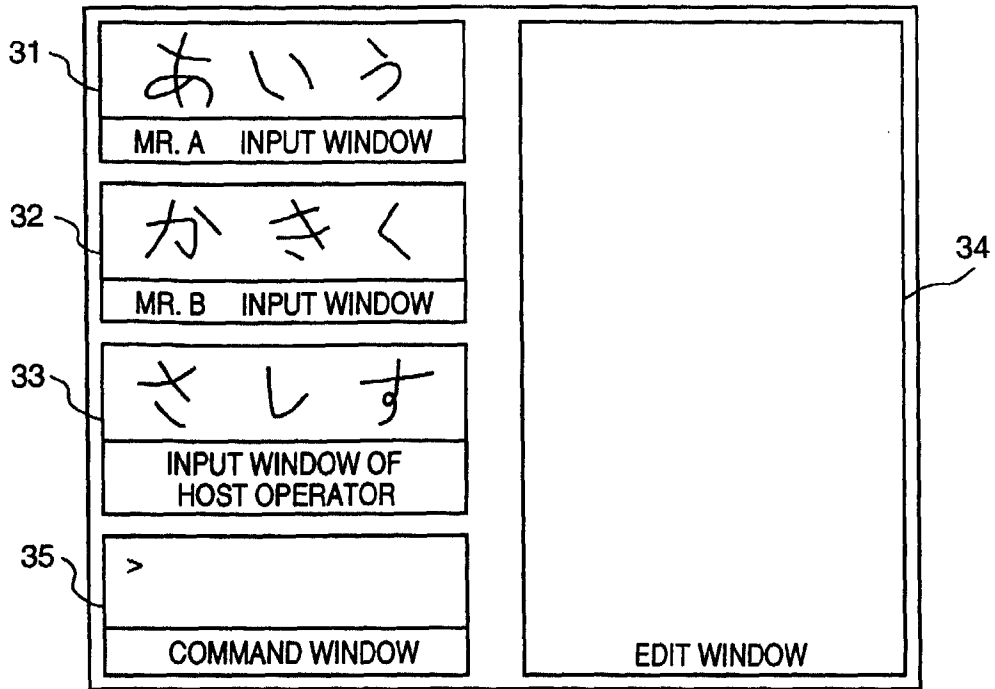 31
あいう
MR. A INPUT WINDOW
32
かきく
MR. B INPUT WINDOW
33
さしす
INPUT WINDOW OF
HOST OPERATOR
35
>
COMMAND WINDOW
34
EDIT WINDOW